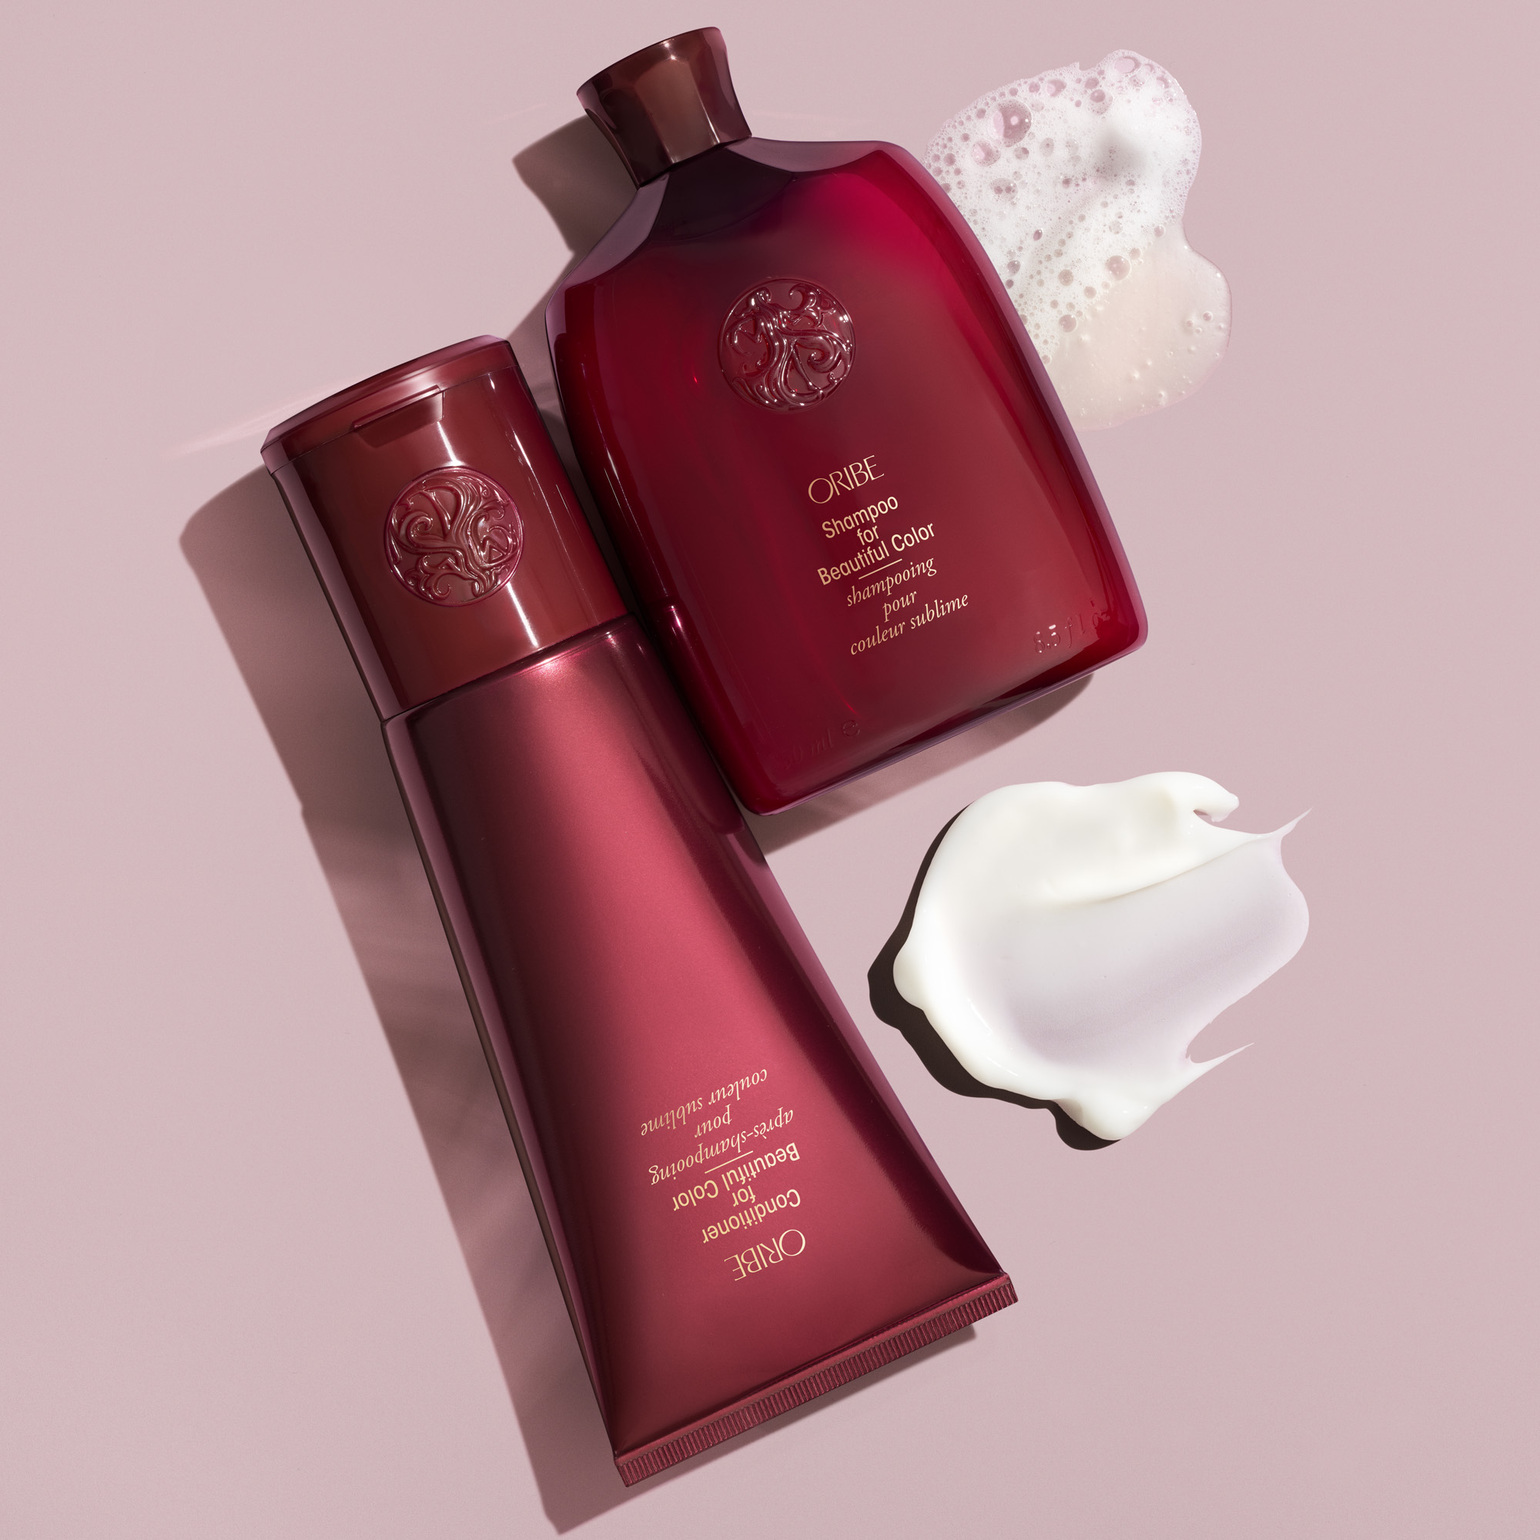 ORIBE
Shampoo
for
Beautiful Color
shampooing
pour
couleur sublime
ORIBE
Conditioner
for
Beautiful Color
après-shampooing
pour
couleur sublime